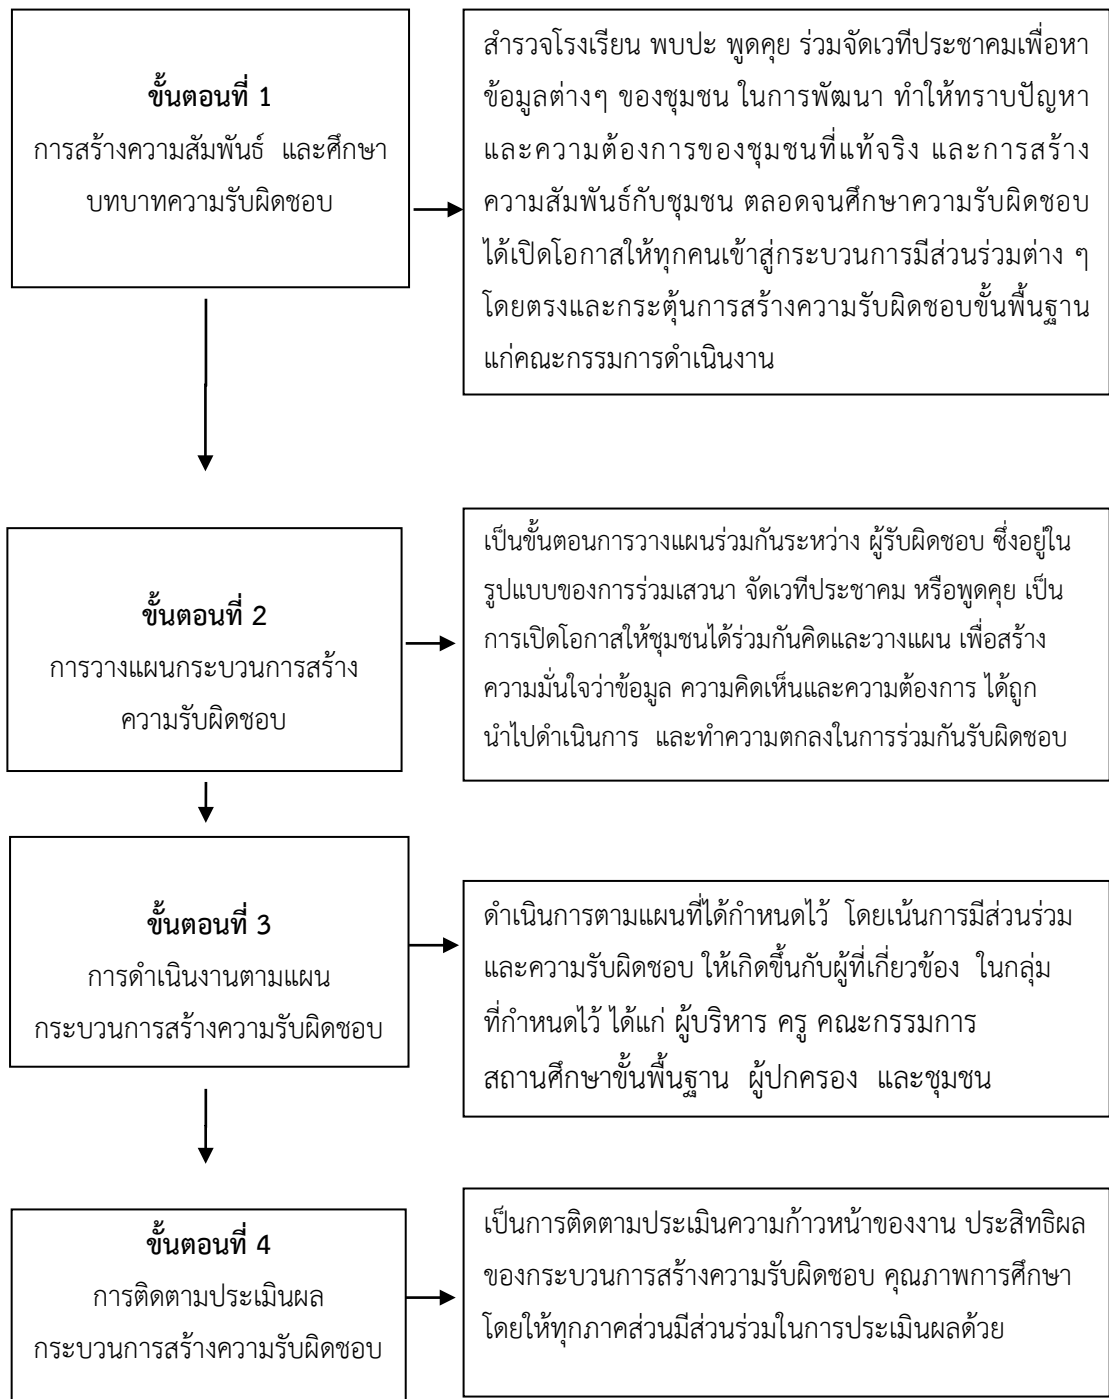 ขั้นตอนที่ 1
การสร้างความสัมพันธ์ และศึกษา
บทบาทความรับผิดชอบ
สำรวจโรงเรียน พบปะ พูดคุย ร่วมจัดเวทีประชาคมเพื่อหา
ข้อมูลต่างๆ ของชุมชน ในการพัฒนา ทำให้ทราบปัญหา
และความต้องการของชุมชนที่แท้จริง และการสร้าง
ความสัมพันธ์กับชุมชน ตลอดจนศึกษาความรับผิดชอบ
ได้เปิดโอกาสให้ทุกคนเข้าสู่กระบวนการมีส่วนร่วมต่าง ๆ
โดยตรงและกระตุ้นการสร้างความรับผิดชอบขั้นพื้นฐาน
แก่คณะกรรมการดำเนินงาน
ขั้นตอนที่ 2
การวางแผนกระบวนการสร้าง
ความรับผิดชอบ
เป็นขั้นตอนการวางแผนร่วมกันระหว่าง ผู้รับผิดชอบ ซึ่งอยู่ใน
รูปแบบของการร่วมเสวนา จัดเวทีประชาคม หรือพูดคุย เป็น
การเปิดโอกาสให้ชุมชนได้ร่วมกันคิดและวางแผน เพื่อสร้าง
ความมั่นใจว่าข้อมูล ความคิดเห็นและความต้องการ ได้ถูก
นำไปดำเนินการ และทำความตกลงในการร่วมกันรับผิดชอบ
ขั้นตอนที่ 3
การดำเนินงานตามแผน
กระบวนการสร้างความรับผิดชอบ
ดำเนินการตามแผนที่ได้กำหนดไว้ โดยเน้นการมีส่วนร่วม
และความรับผิดชอบ ให้เกิดขึ้นกับผู้ที่เกี่ยวข้อง ในกลุ่ม
ที่กำหนดไว้ ได้แก่ ผู้บริหาร ครู คณะกรรมการ
สถานศึกษาขั้นพื้นฐาน ผู้ปกครอง และชุมชน
ขั้นตอนที่ 4
การติดตามประเมินผล
กระบวนการสร้างความรับผิดชอบ
เป็นการติดตามประเมินความก้าวหน้าของงาน ประสิทธิผล
ของกระบวนการสร้างความรับผิดชอบ คุณภาพการศึกษา
โดยให้ทุกภาคส่วนมีส่วนร่วมในการประเมินผลด้วย